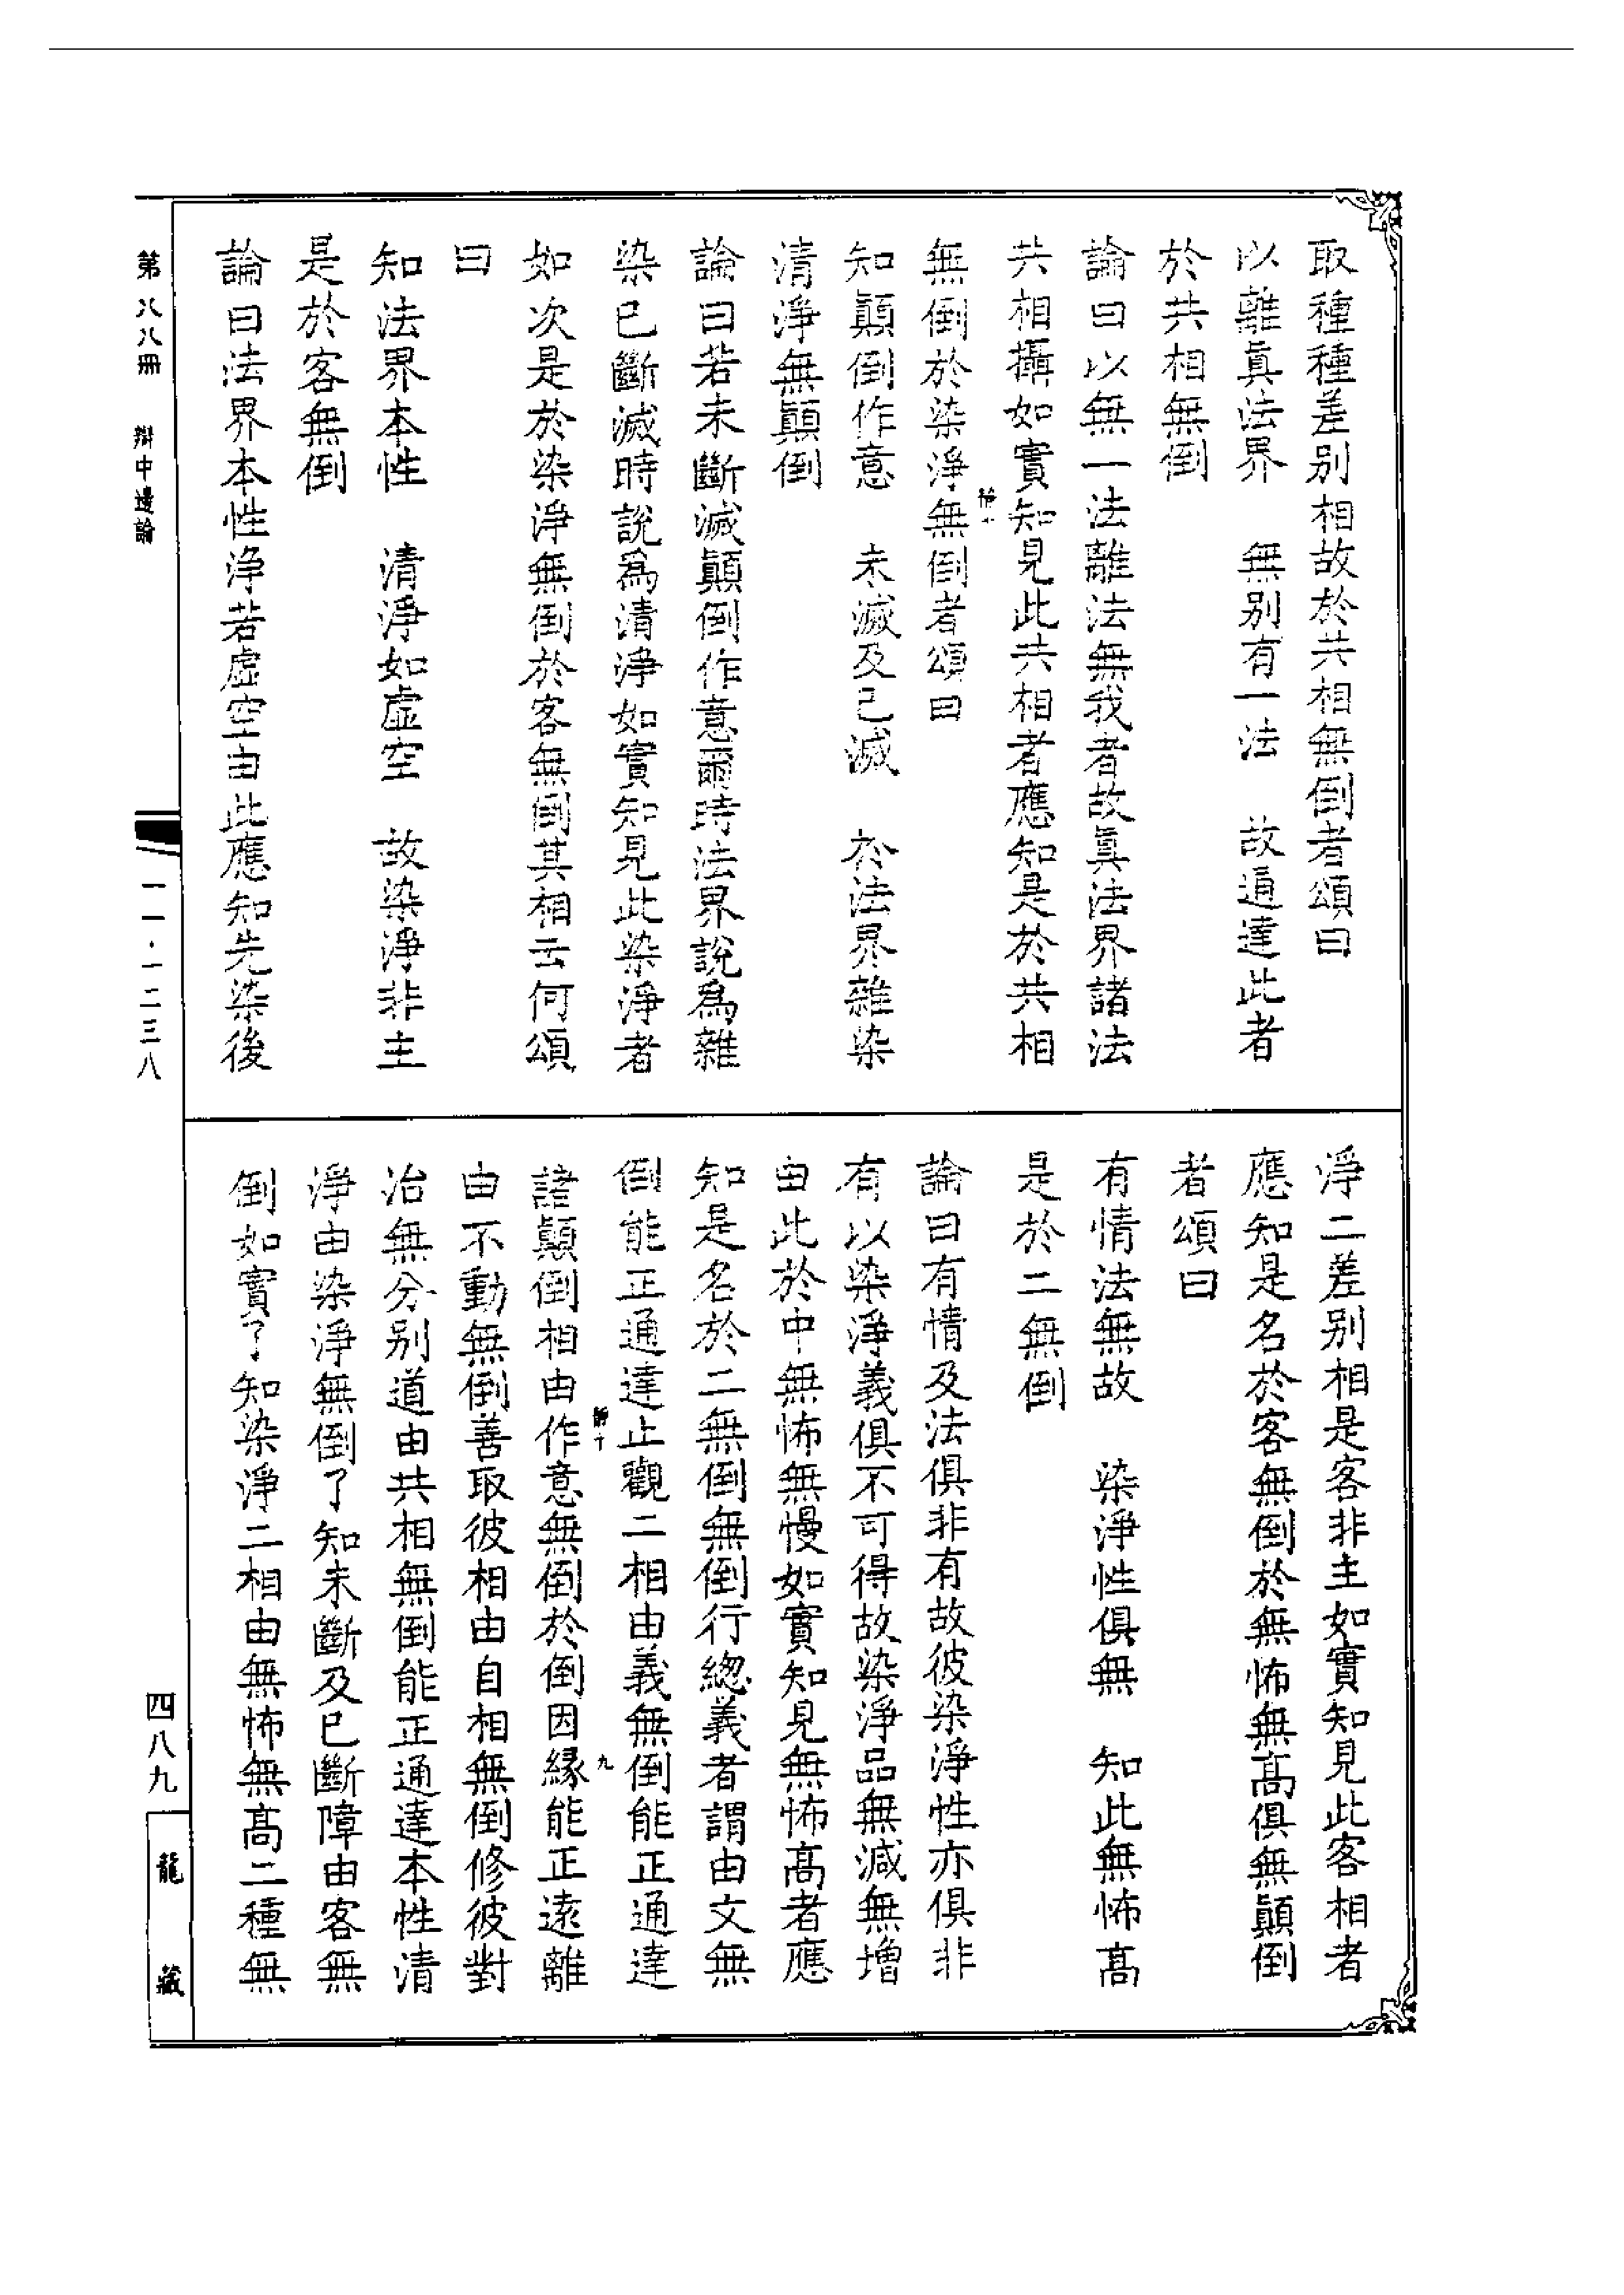 取種種差别相故於共相無倒者頌曰
以離眞法界　無别有一法　故通達此者
於共相無倒
論曰以無一法離法無我者故眞法界諸法
共相攝如實知見此共相者應知是於共相
無倒於染淨無倒者頌曰
知顚倒作意　未滅及已滅　於法界雜染
清淨無顚倒
論曰若未斷滅顚倒作意爾時法界說爲雜
染已斷滅時說爲清淨如實知見此染淨者
如次是於染淨無倒於客無倒其相云何頌
曰
知法界本性　清淨如虛空　故染淨非主
是於客無倒
論曰法界本性淨若虛空由此應知先染後
淨二差别相是客非主如實知見此客相者
應知是名於客無倒於無怖無髙俱無顚倒
者頌曰
有情法無故　染淨性俱無　知此無怖髙
是於二無倒
論曰有情及法俱非有故彼染淨性亦俱非
有以染淨義俱不可得故染淨品無減無增
由此於中無怖無慢如實知見無怖髙者應
知是名於二無倒無倒行總義者謂由文無
倒能正通達止觀二相由義無倒能正通達
諸顚倒相由作意無倒於倒因緣能正遠離
由不動無倒善取彼相由自相無倒修彼對
治無分别道由共相無倒能正通達本性清
淨由染淨無倒了知未斷及已斷障由客無
倒如實了知染淨二相由無怖無髙二種無
第八八冊　辯中邊論
一一·一二三八
四八九
龍藏